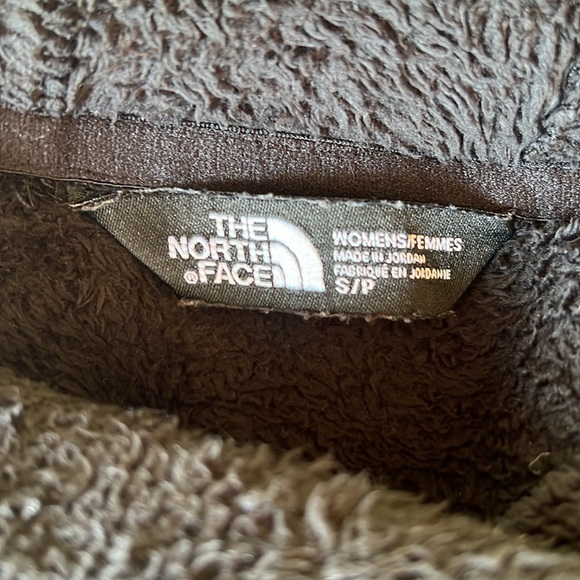 THE
NORTH
FACE
WOMENS/FEMMES
MADE IN JORDAN
FABRIQUÉ EN JORDANIE
S/P